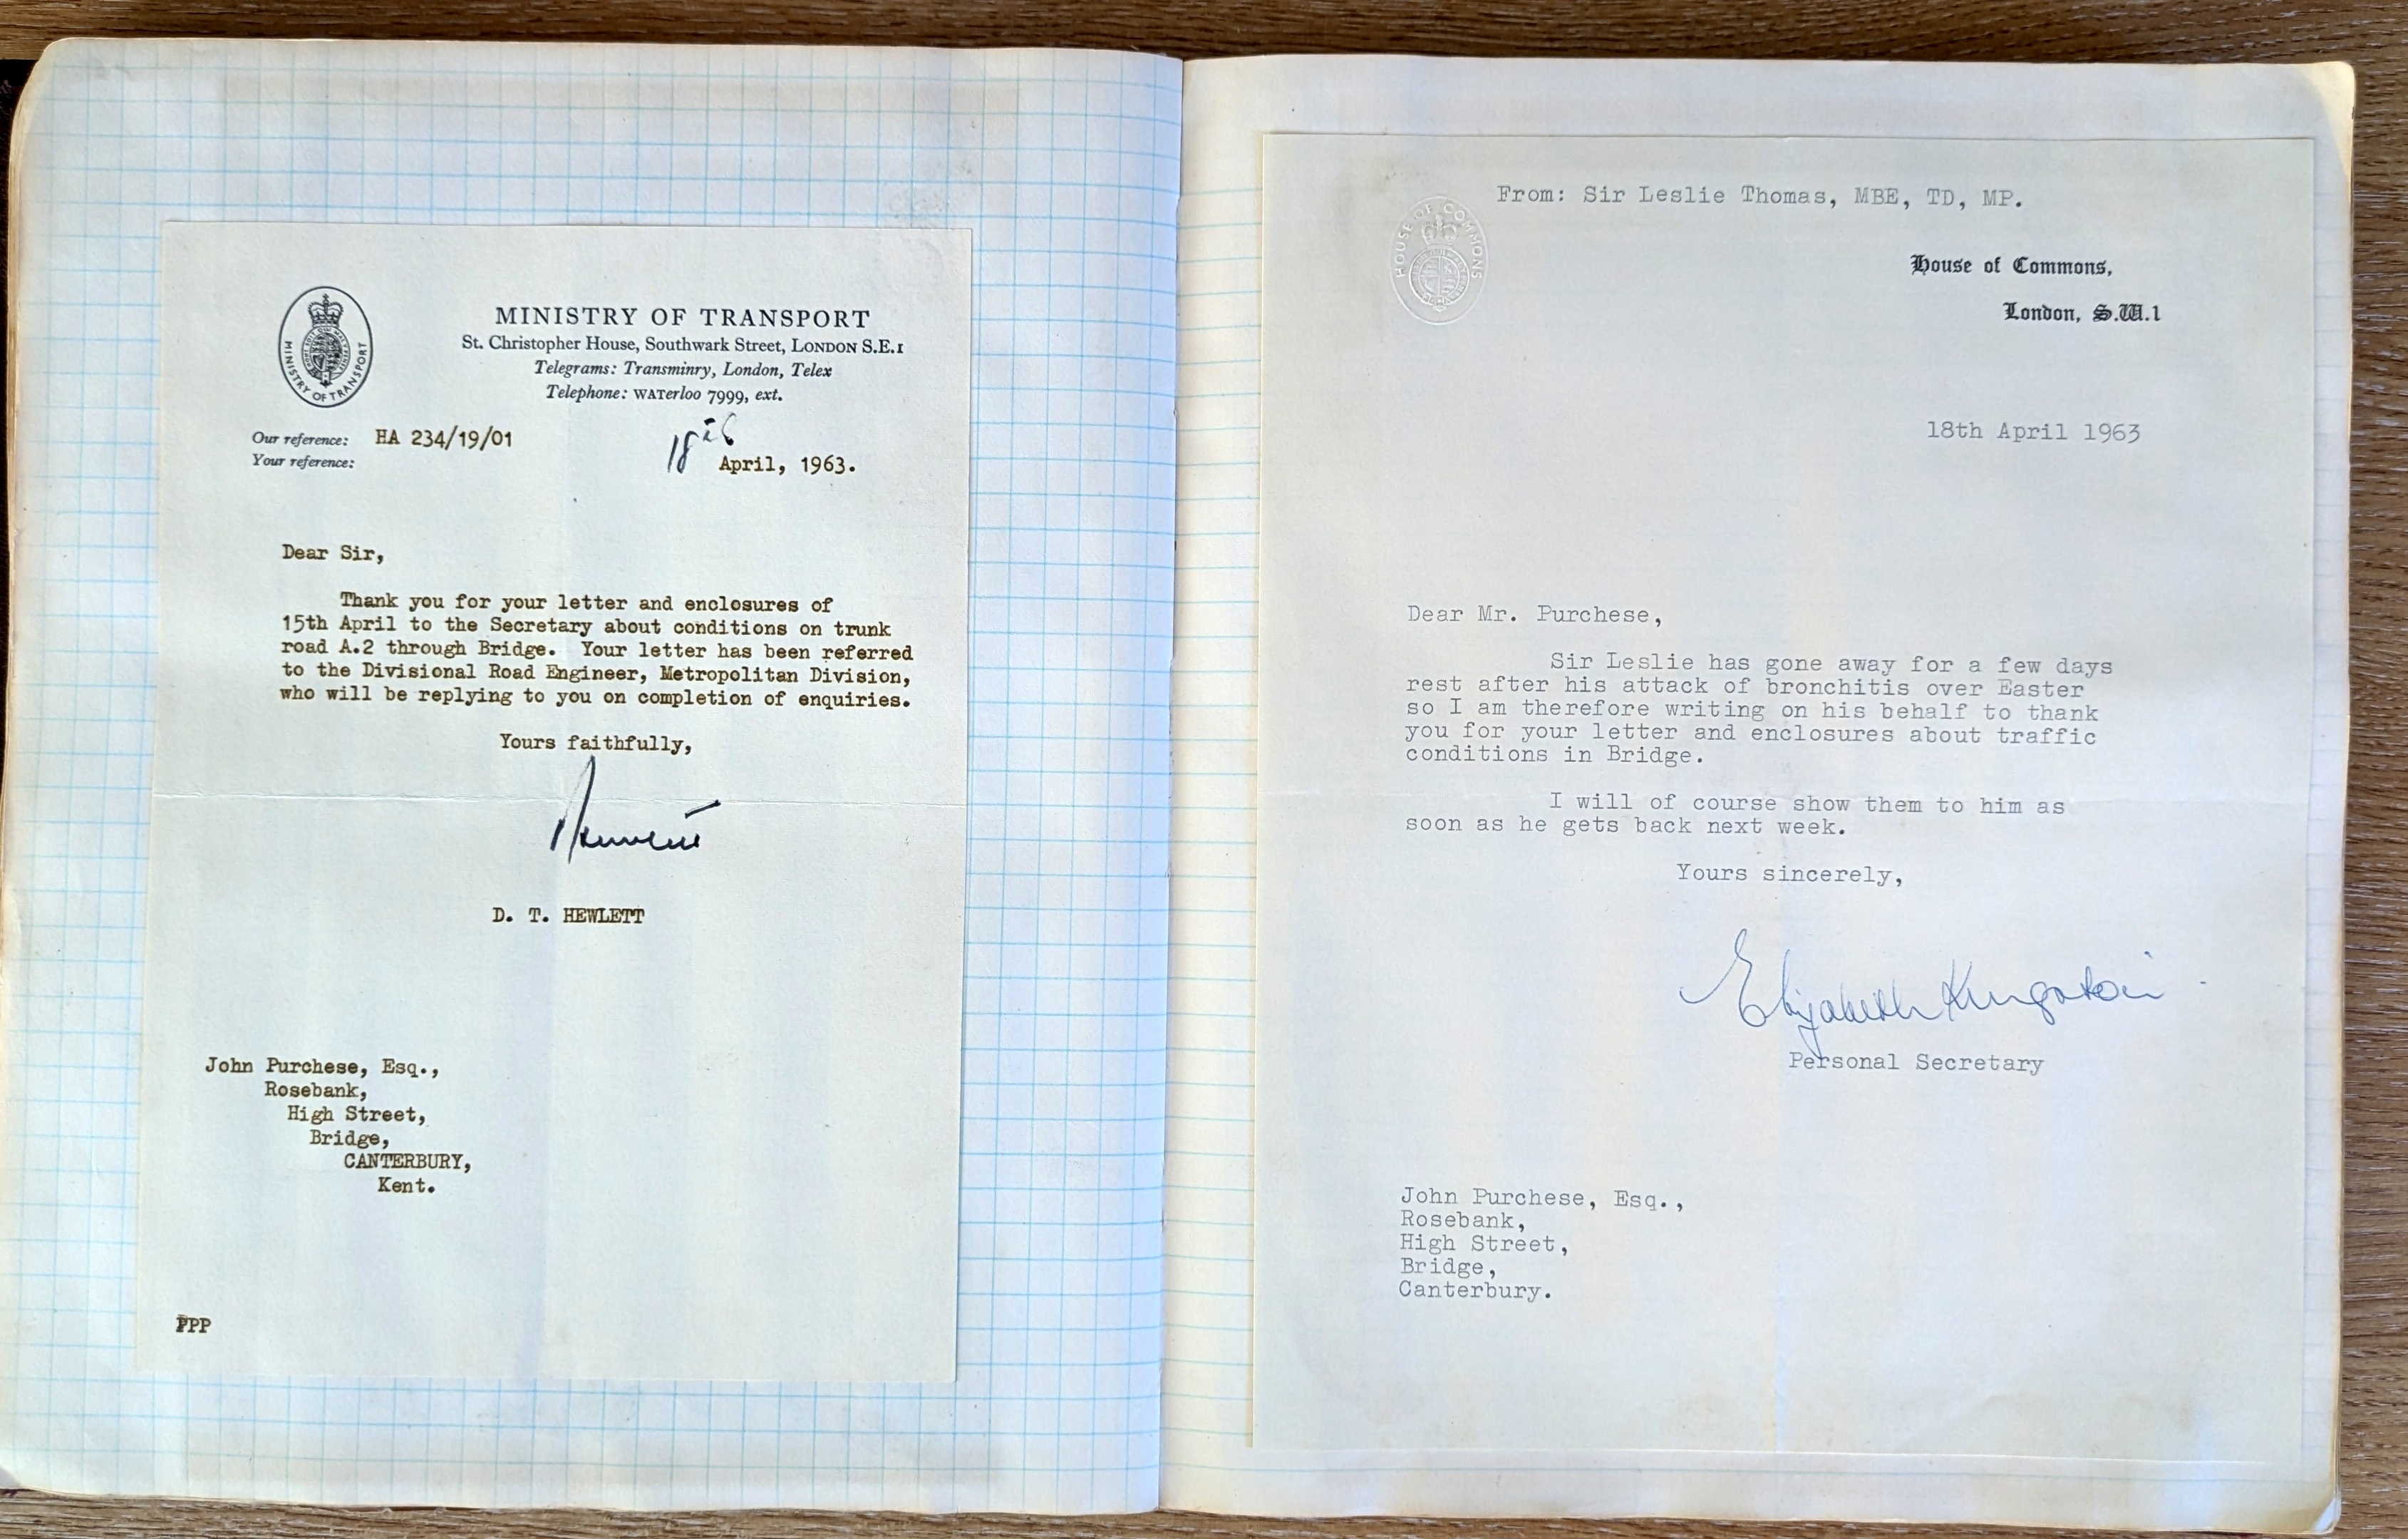 MINISTRY OF TRANSPORT
MINISTRY OF TRANSPORT
St. Christopher House, Southwark Street, LONDON S.E.1
Telegrams: Transminry, London, Telex
Telephone: WATerloo 7999, ext.
Our reference: HA 234/19/01
Your reference:
18th April, 1963.
Dear Sir,
Thank you for your letter and enclosures of
15th April to the Secretary about conditions on trunk
road A.2 through Bridge. Your letter has been referred
to the Divisional Road Engineer, Metropolitan Division,
who will be replying to you on completion of enquiries.
Yours faithfully,
D. T. HEWLETT
John Purchese, Esq.,
Rosebank,
High Street,
Bridge,
CANTERBURY,
Kent.
PPP
From: Sir Leslie Thomas, MBE, TD, MP.
HOUSE OF COMMONS
House of Commons,
London, S.W.1
18th April 1963
Dear Mr. Purchese,
Sir Leslie has gone away for a few days
rest after his attack of bronchitis over Easter
so I am therefore writing on his behalf to thank
you for your letter and enclosures about traffic
conditions in Bridge.
I will of course show them to him as
soon as he gets back next week.
Yours sincerely,
Elizabeth
Personal Secretary
John Purchese, Esq.,
Rosebank,
High Street,
Bridge,
Canterbury.